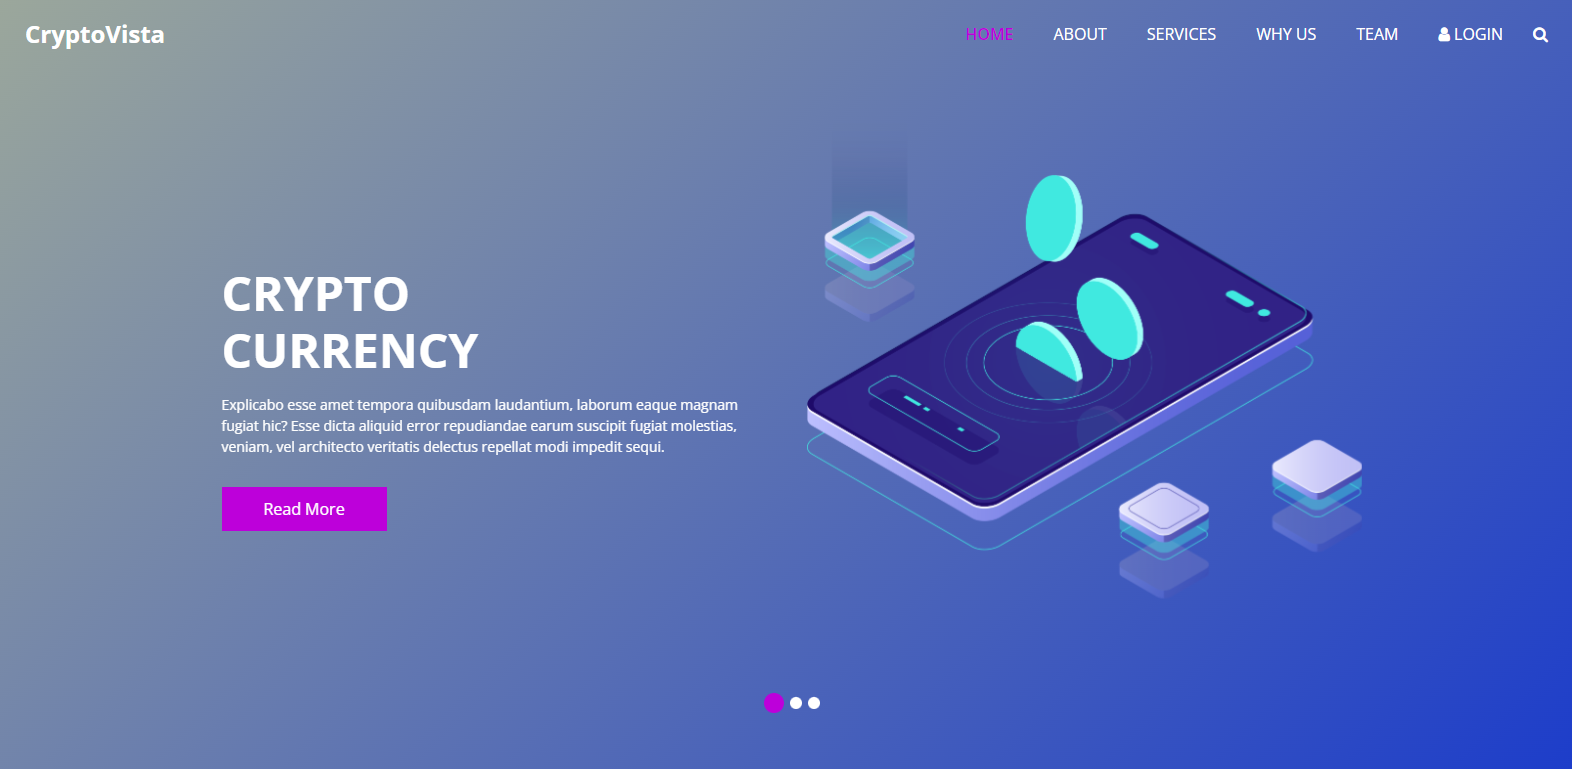 CryptoVista
HOME ABOUT SERVICES WHY US TEAM LOGIN
CRYPTO
CURRENCY
Explicabo esse amet tempora quibusdam laudantium, laborum eaque magnam
fugiat hic? Esse dicta aliquid error repudiandae earum suscipit fugiat molestias,
veniam, vel architecto veritatis delectus repellat modi impedit sequi.
Read More